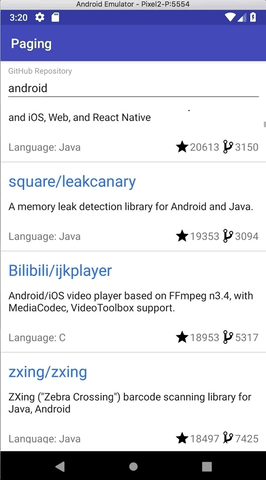 Android Emulator - Pixel2-P:5554
3:20
Paging
GitHub Repository
android
and iOS, Web, and React Native
Language: Java 20613 3150
square/leakcanary
A memory leak detection library for Android and Java.
Language: Java 19353 3094
Bilibili/ijkplayer
Android/iOS video player based on FFmpeg n3.4, with
MediaCodec, VideoToolbox support.
Language: C 18953 5317
zxing/zxing
ZXing ("Zebra Crossing") barcode scanning library for
Java, Android
Language: Java 18497 7425